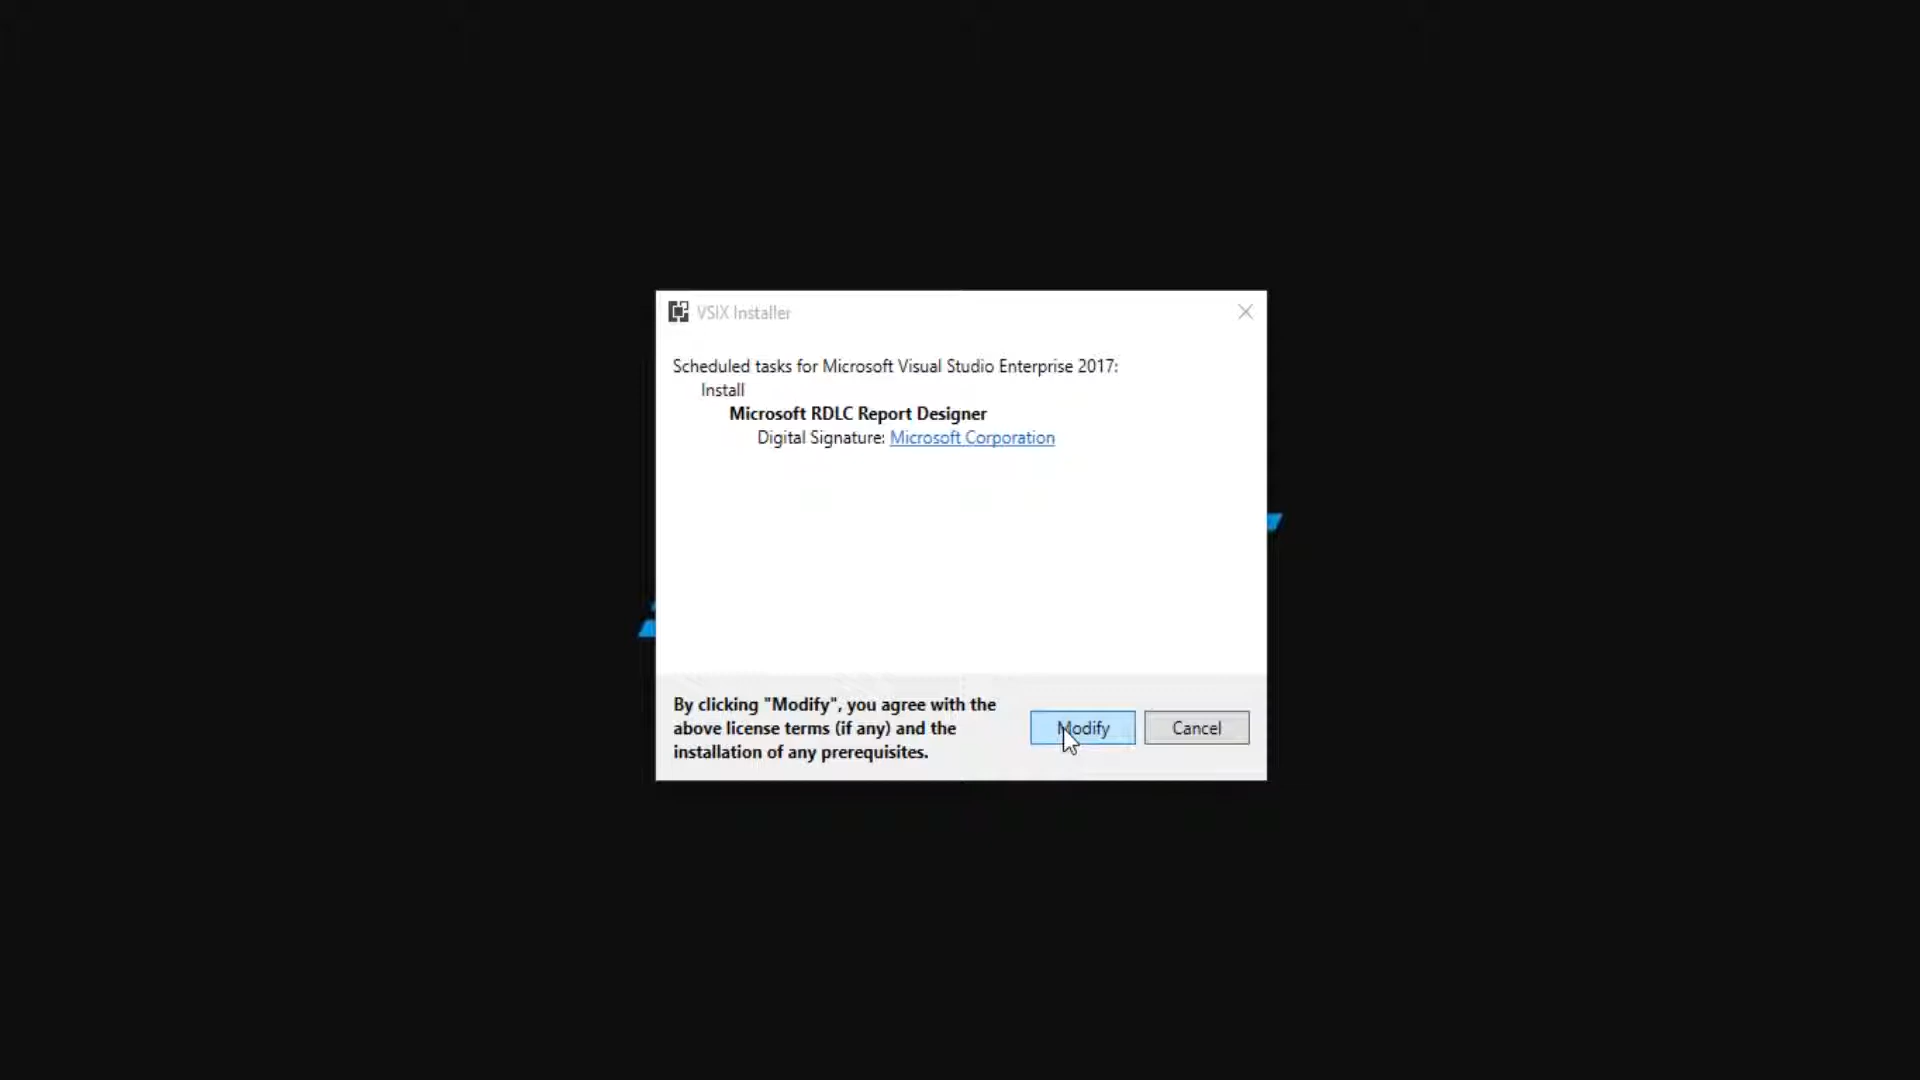 VSIX Installer
Scheduled tasks for Microsoft Visual Studio Enterprise 2017:
Install
Microsoft RDLC Report Designer
Digital Signature: Microsoft Corporation
By clicking "Modify", you agree with the
above license terms (if any) and the
installation of any prerequisites.
Modify
Cancel